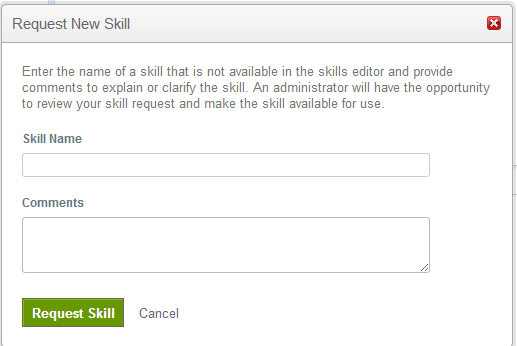 Request New Skill
Enter the name of a skill that is not available in the skills editor and provide
comments to explain or clarify the skill. An administrator will have the opportunity
to review your skill request and make the skill available for use.
Skill Name
Comments
Request Skill Cancel